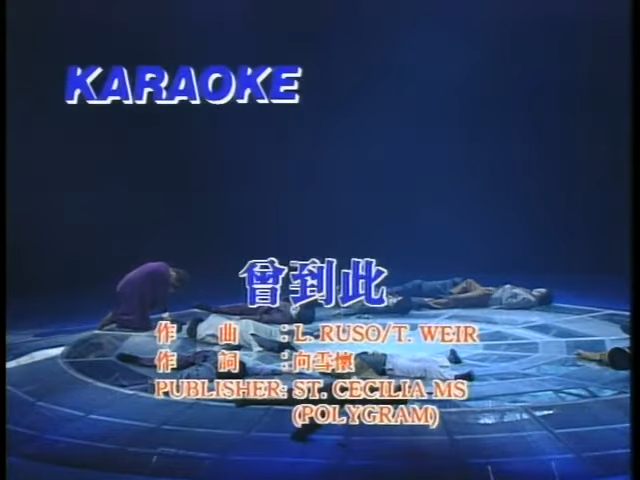 KARAOKE
曾到此
作 曲 : L. RUSO/T. WEIR
作 詞 : 向雪懷
PUBLISHER: ST. CECILIA MS
(POLYGRAM)